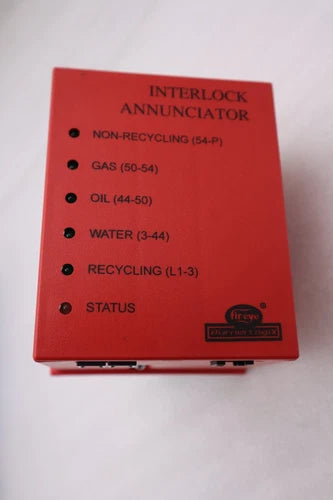 INTERLOCK
ANNUNCIATOR
NON-RECYCLING (54-P)
GAS (50-54)
OIL (44-50)
WATER (3-44)
RECYCLING (L1-3)
STATUS
fireye ®